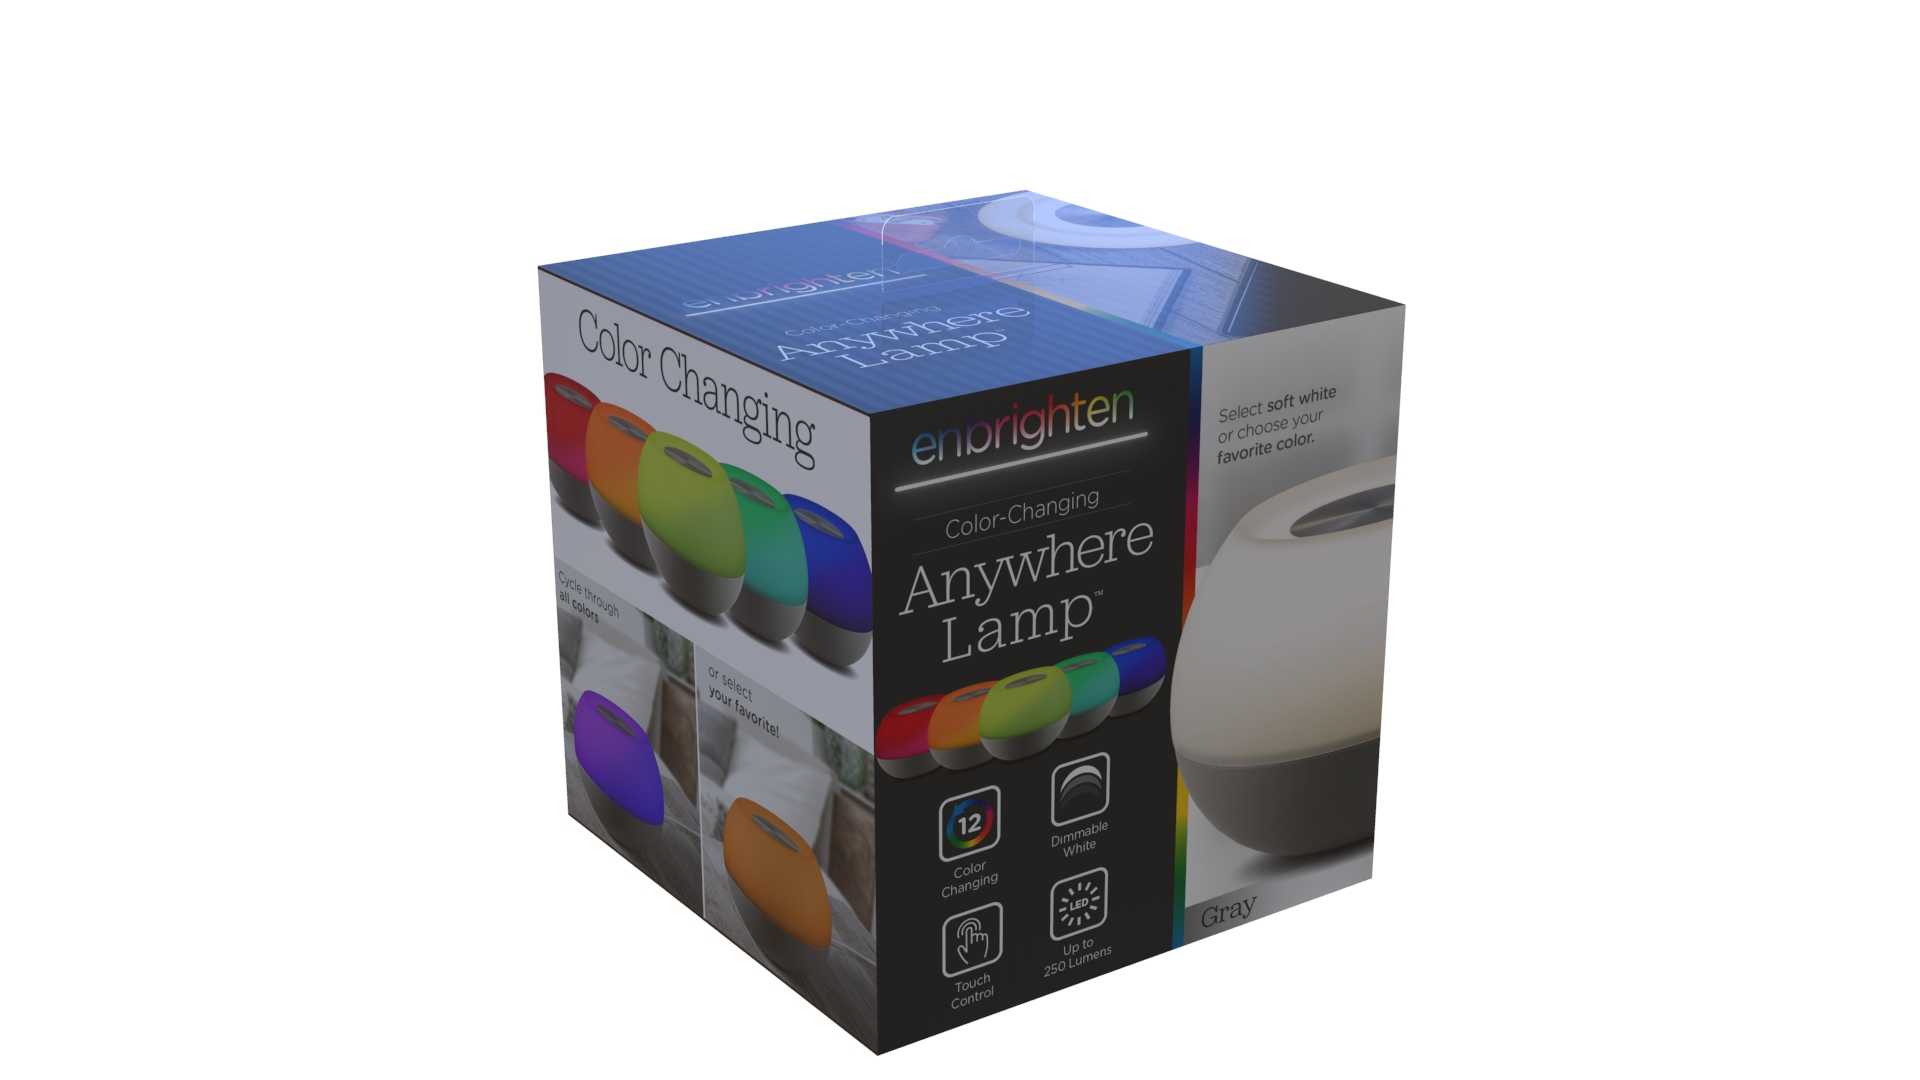 enbrighten
Color-Changing
Anywhere
Lamp
Color Changing
Cycle through
all colors
or select
your favorite!
enbrighten
Color-Changing
Anywhere
Lamp™
12
Color
Changing
Dimmable
White
Touch
Control
LED
Up to
250 Lumens
Select soft white
or choose your
favorite color.
Gray